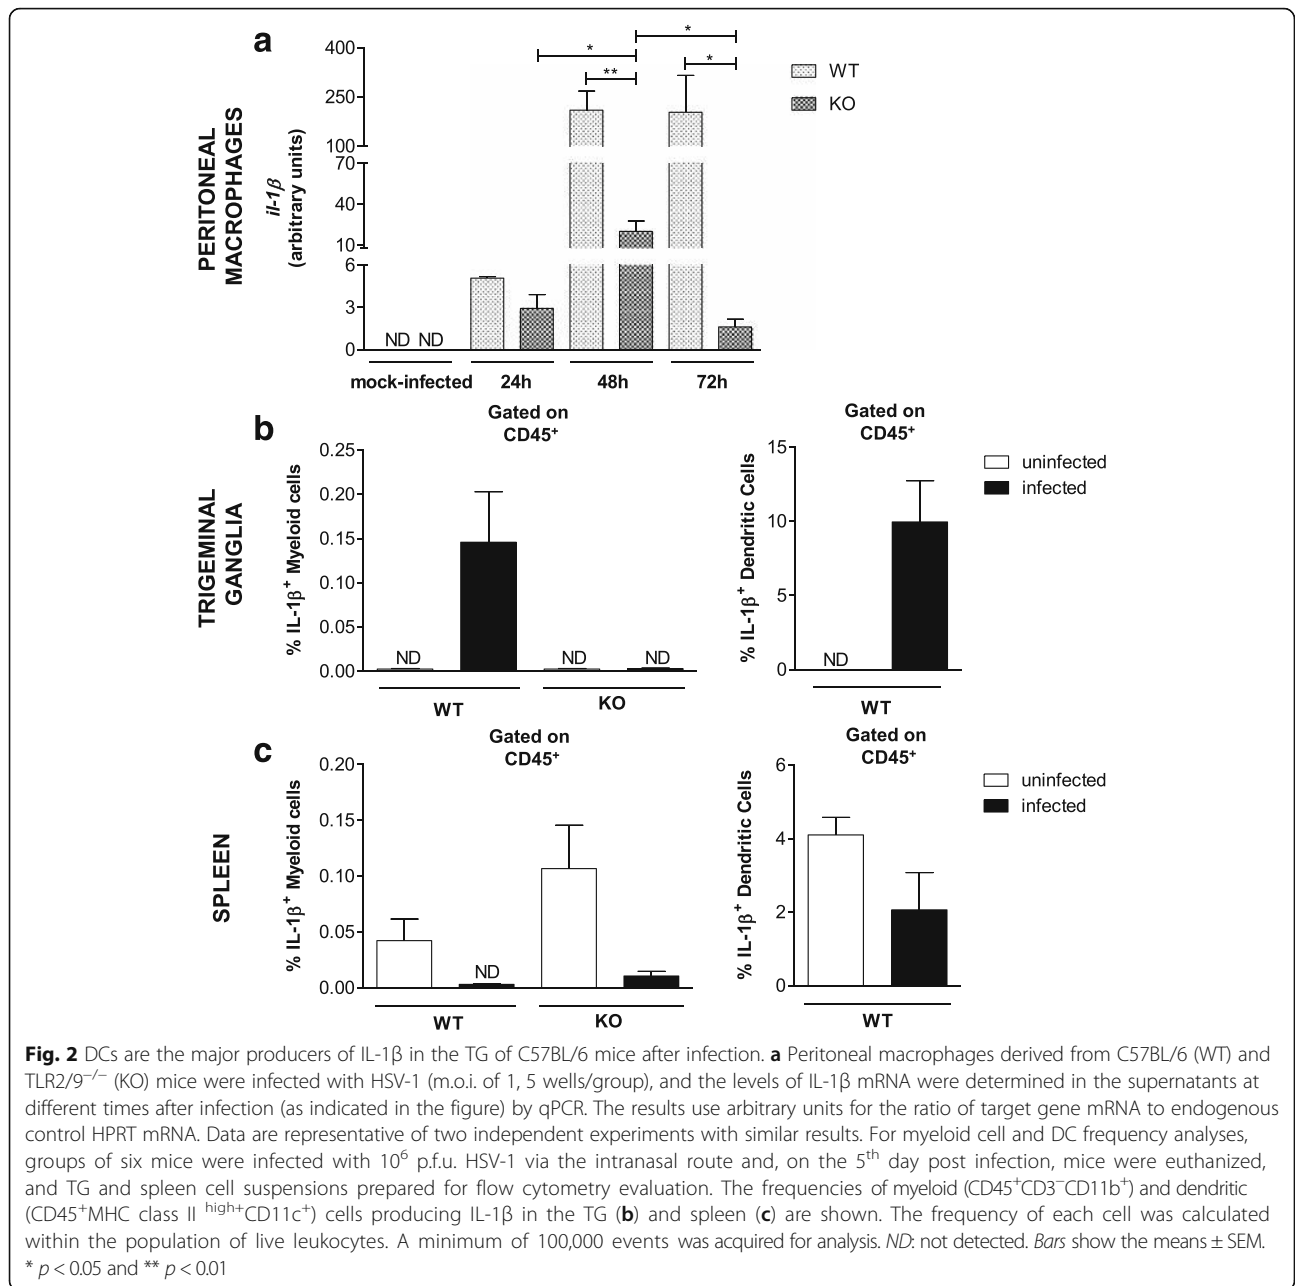 a
PERITONEAL
MACROPHAGES
il-1β
(arbitrary units)
400
250
100
70
40
10
6
3
0
*
*
**
*
WT
KO
ND ND
mock-infected 24h 48h 72h
b
TRIGEMINAL
GANGLIA
Gated on
CD45+
% IL-1β+ Myeloid cells
0.25
0.20
0.15
0.10
0.05
0.00
ND ND ND
WT KO
Gated on
CD45+
% IL-1β+ Dendritic Cells
15
10
5
0
ND
WT
uninfected
infected
c
SPLEEN
Gated on
CD45+
% IL-1β+ Myeloid cells
0.20
0.15
0.10
0.05
0.00
ND
WT KO
Gated on
CD45+
% IL-1β+ Dendritic Cells
6
4
2
0
WT
uninfected
infected
Fig. 2 DCs are the major producers of IL-1β in the TG of C57BL/6 mice after infection. a Peritoneal macrophages derived from C57BL/6 (WT) and
TLR2/9−/− (KO) mice were infected with HSV-1 (m.o.i. of 1, 5 wells/group), and the levels of IL-1β mRNA were determined in the supernatants at
different times after infection (as indicated in the figure) by qPCR. The results use arbitrary units for the ratio of target gene mRNA to endogenous
control HPRT mRNA. Data are representative of two independent experiments with similar results. For myeloid cell and DC frequency analyses,
groups of six mice were infected with 10⁶ p.f.u. HSV-1 via the intranasal route and, on the 5th day post infection, mice were euthanized,
and TG and spleen cell suspensions prepared for flow cytometry evaluation. The frequencies of myeloid (CD45+CD3−CD11b+) and dendritic
(CD45+MHC class II high+CD11c+) cells producing IL-1β in the TG (b) and spleen (c) are shown. The frequency of each cell was calculated
within the population of live leukocytes. A minimum of 100,000 events was acquired for analysis. ND: not detected. Bars show the means ± SEM.
* p < 0.05 and ** p < 0.01